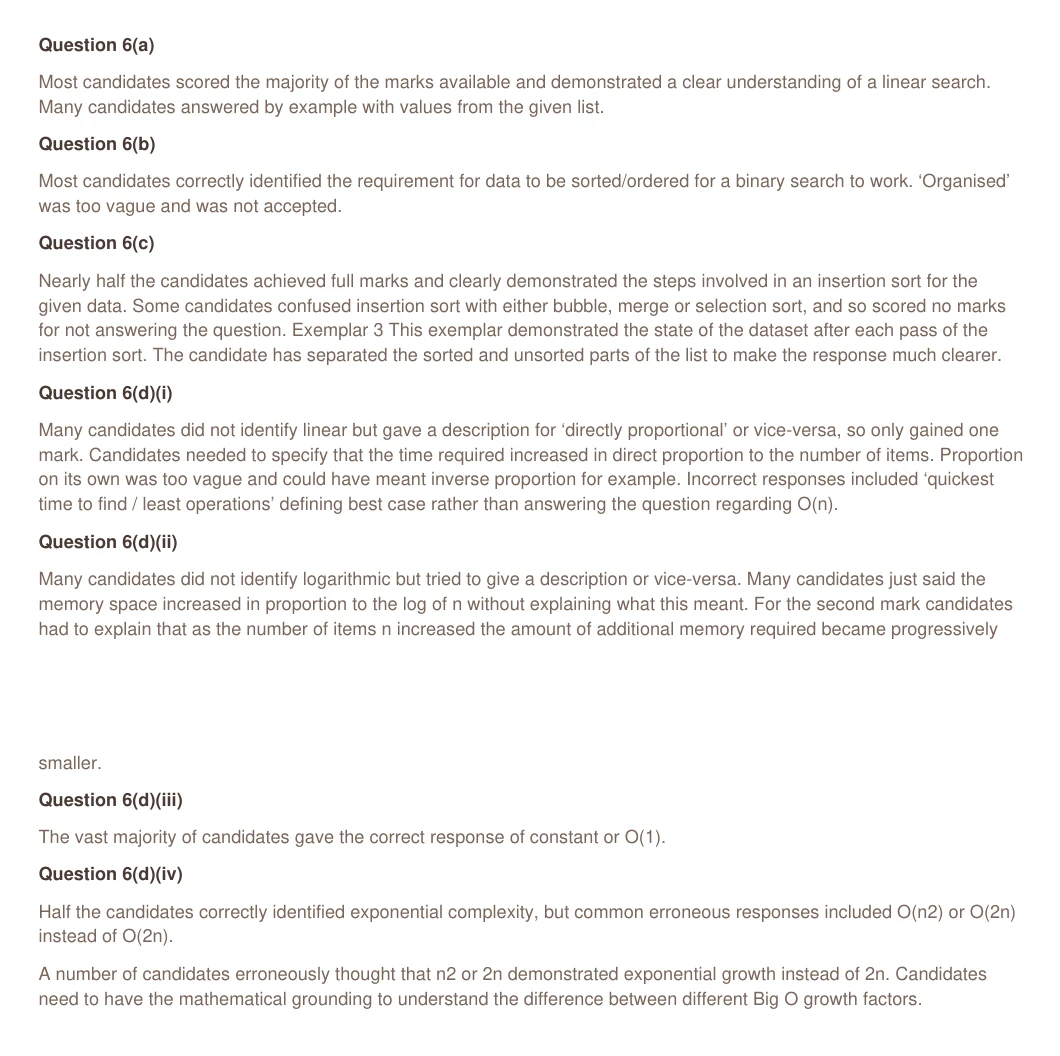 Question 6(a)
Most candidates scored the majority of the marks available and demonstrated a clear understanding of a linear search.
Many candidates answered by example with values from the given list.
Question 6(b)
Most candidates correctly identified the requirement for data to be sorted/ordered for a binary search to work. ‘Organised’
was too vague and was not accepted.
Question 6(c)
Nearly half the candidates achieved full marks and clearly demonstrated the steps involved in an insertion sort for the
given data. Some candidates confused insertion sort with either bubble, merge or selection sort, and so scored no marks
for not answering the question. Exemplar 3 This exemplar demonstrated the state of the dataset after each pass of the
insertion sort. The candidate has separated the sorted and unsorted parts of the list to make the response much clearer.
Question 6(d)(i)
Many candidates did not identify linear but gave a description for ‘directly proportional’ or vice-versa, so only gained one
mark. Candidates needed to specify that the time required increased in direct proportion to the number of items. Proportion
on its own was too vague and could have meant inverse proportion for example. Incorrect responses included ‘quickest
time to find / least operations’ defining best case rather than answering the question regarding O(n).
Question 6(d)(ii)
Many candidates did not identify logarithmic but tried to give a description or vice-versa. Many candidates just said the
memory space increased in proportion to the log of n without explaining what this meant. For the second mark candidates
had to explain that as the number of items n increased the amount of additional memory required became progressively
smaller.
Question 6(d)(iii)
The vast majority of candidates gave the correct response of constant or O(1).
Question 6(d)(iv)
Half the candidates correctly identified exponential complexity, but common erroneous responses included O(n2) or O(2n)
instead of O(2n).
A number of candidates erroneously thought that n2 or 2n demonstrated exponential growth instead of 2n. Candidates
need to have the mathematical grounding to understand the difference between different Big O growth factors.